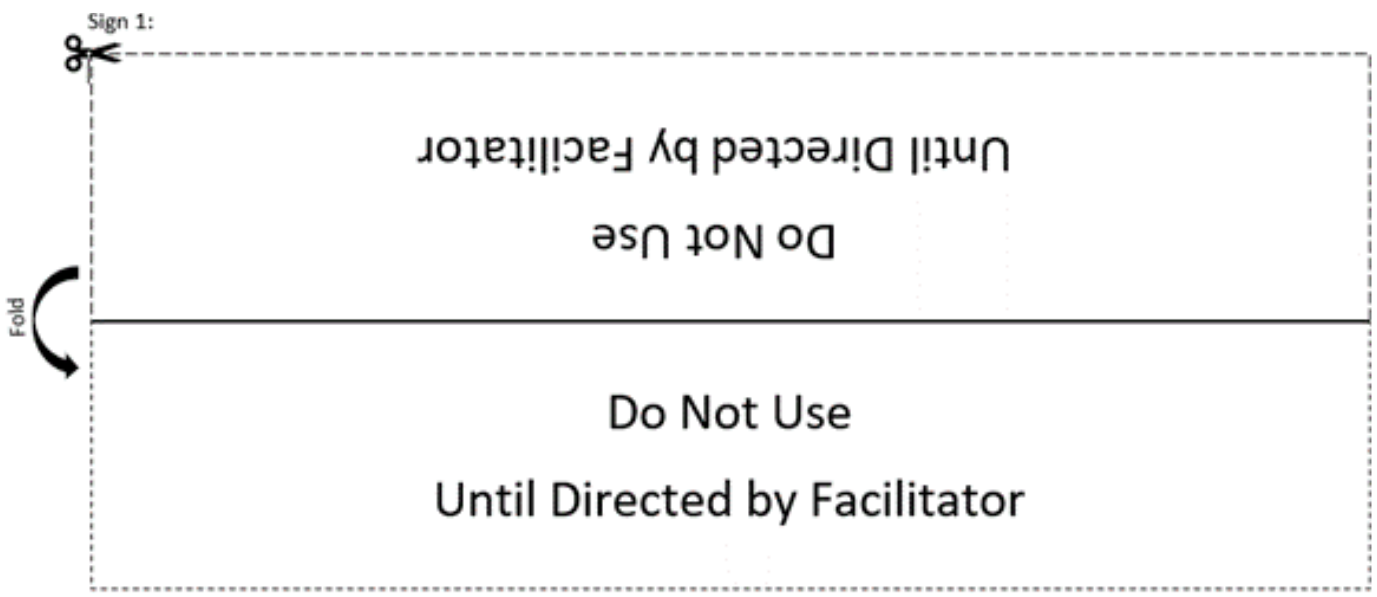 Sign 1:
Until Directed by Facilitator
Do Not Use
Fold
Do Not Use
Until Directed by Facilitator